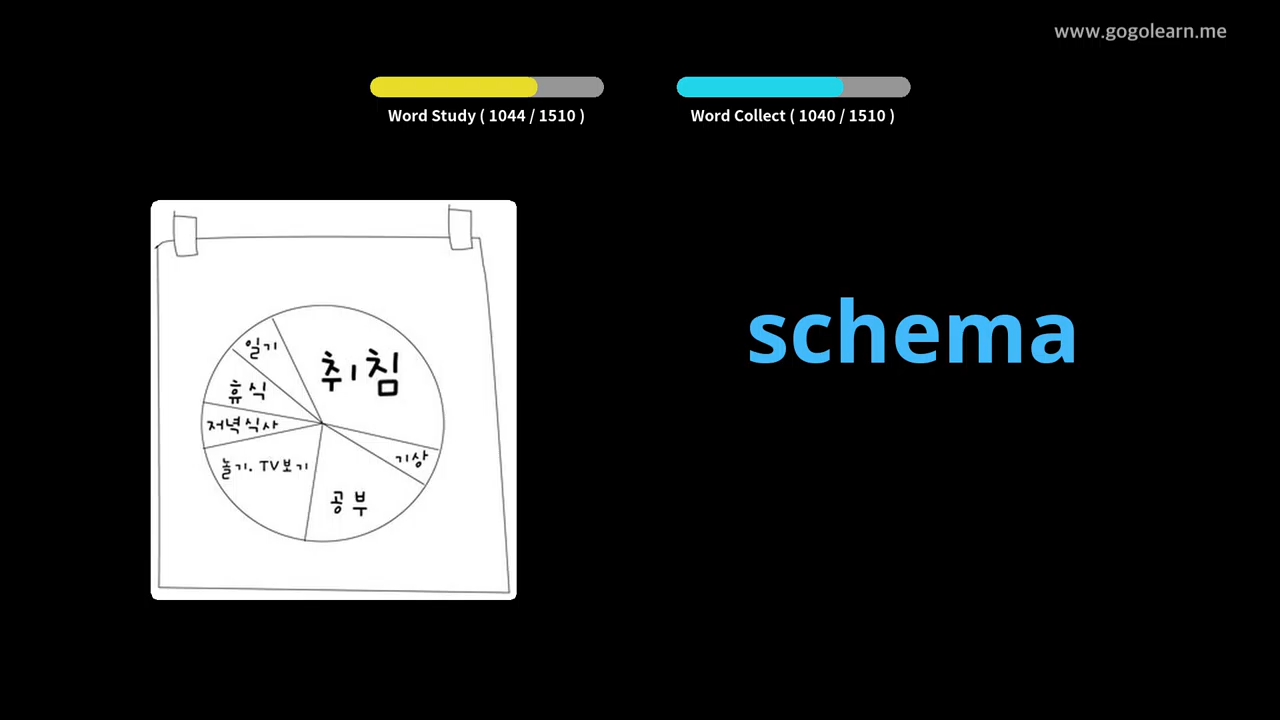 www.gogolearn.me
Word Study ( 1044 / 1510 )
Word Collect ( 1040 / 1510 )
일기
취침
휴식
저녁식사
놀기. TV보기
기상
공부
schema